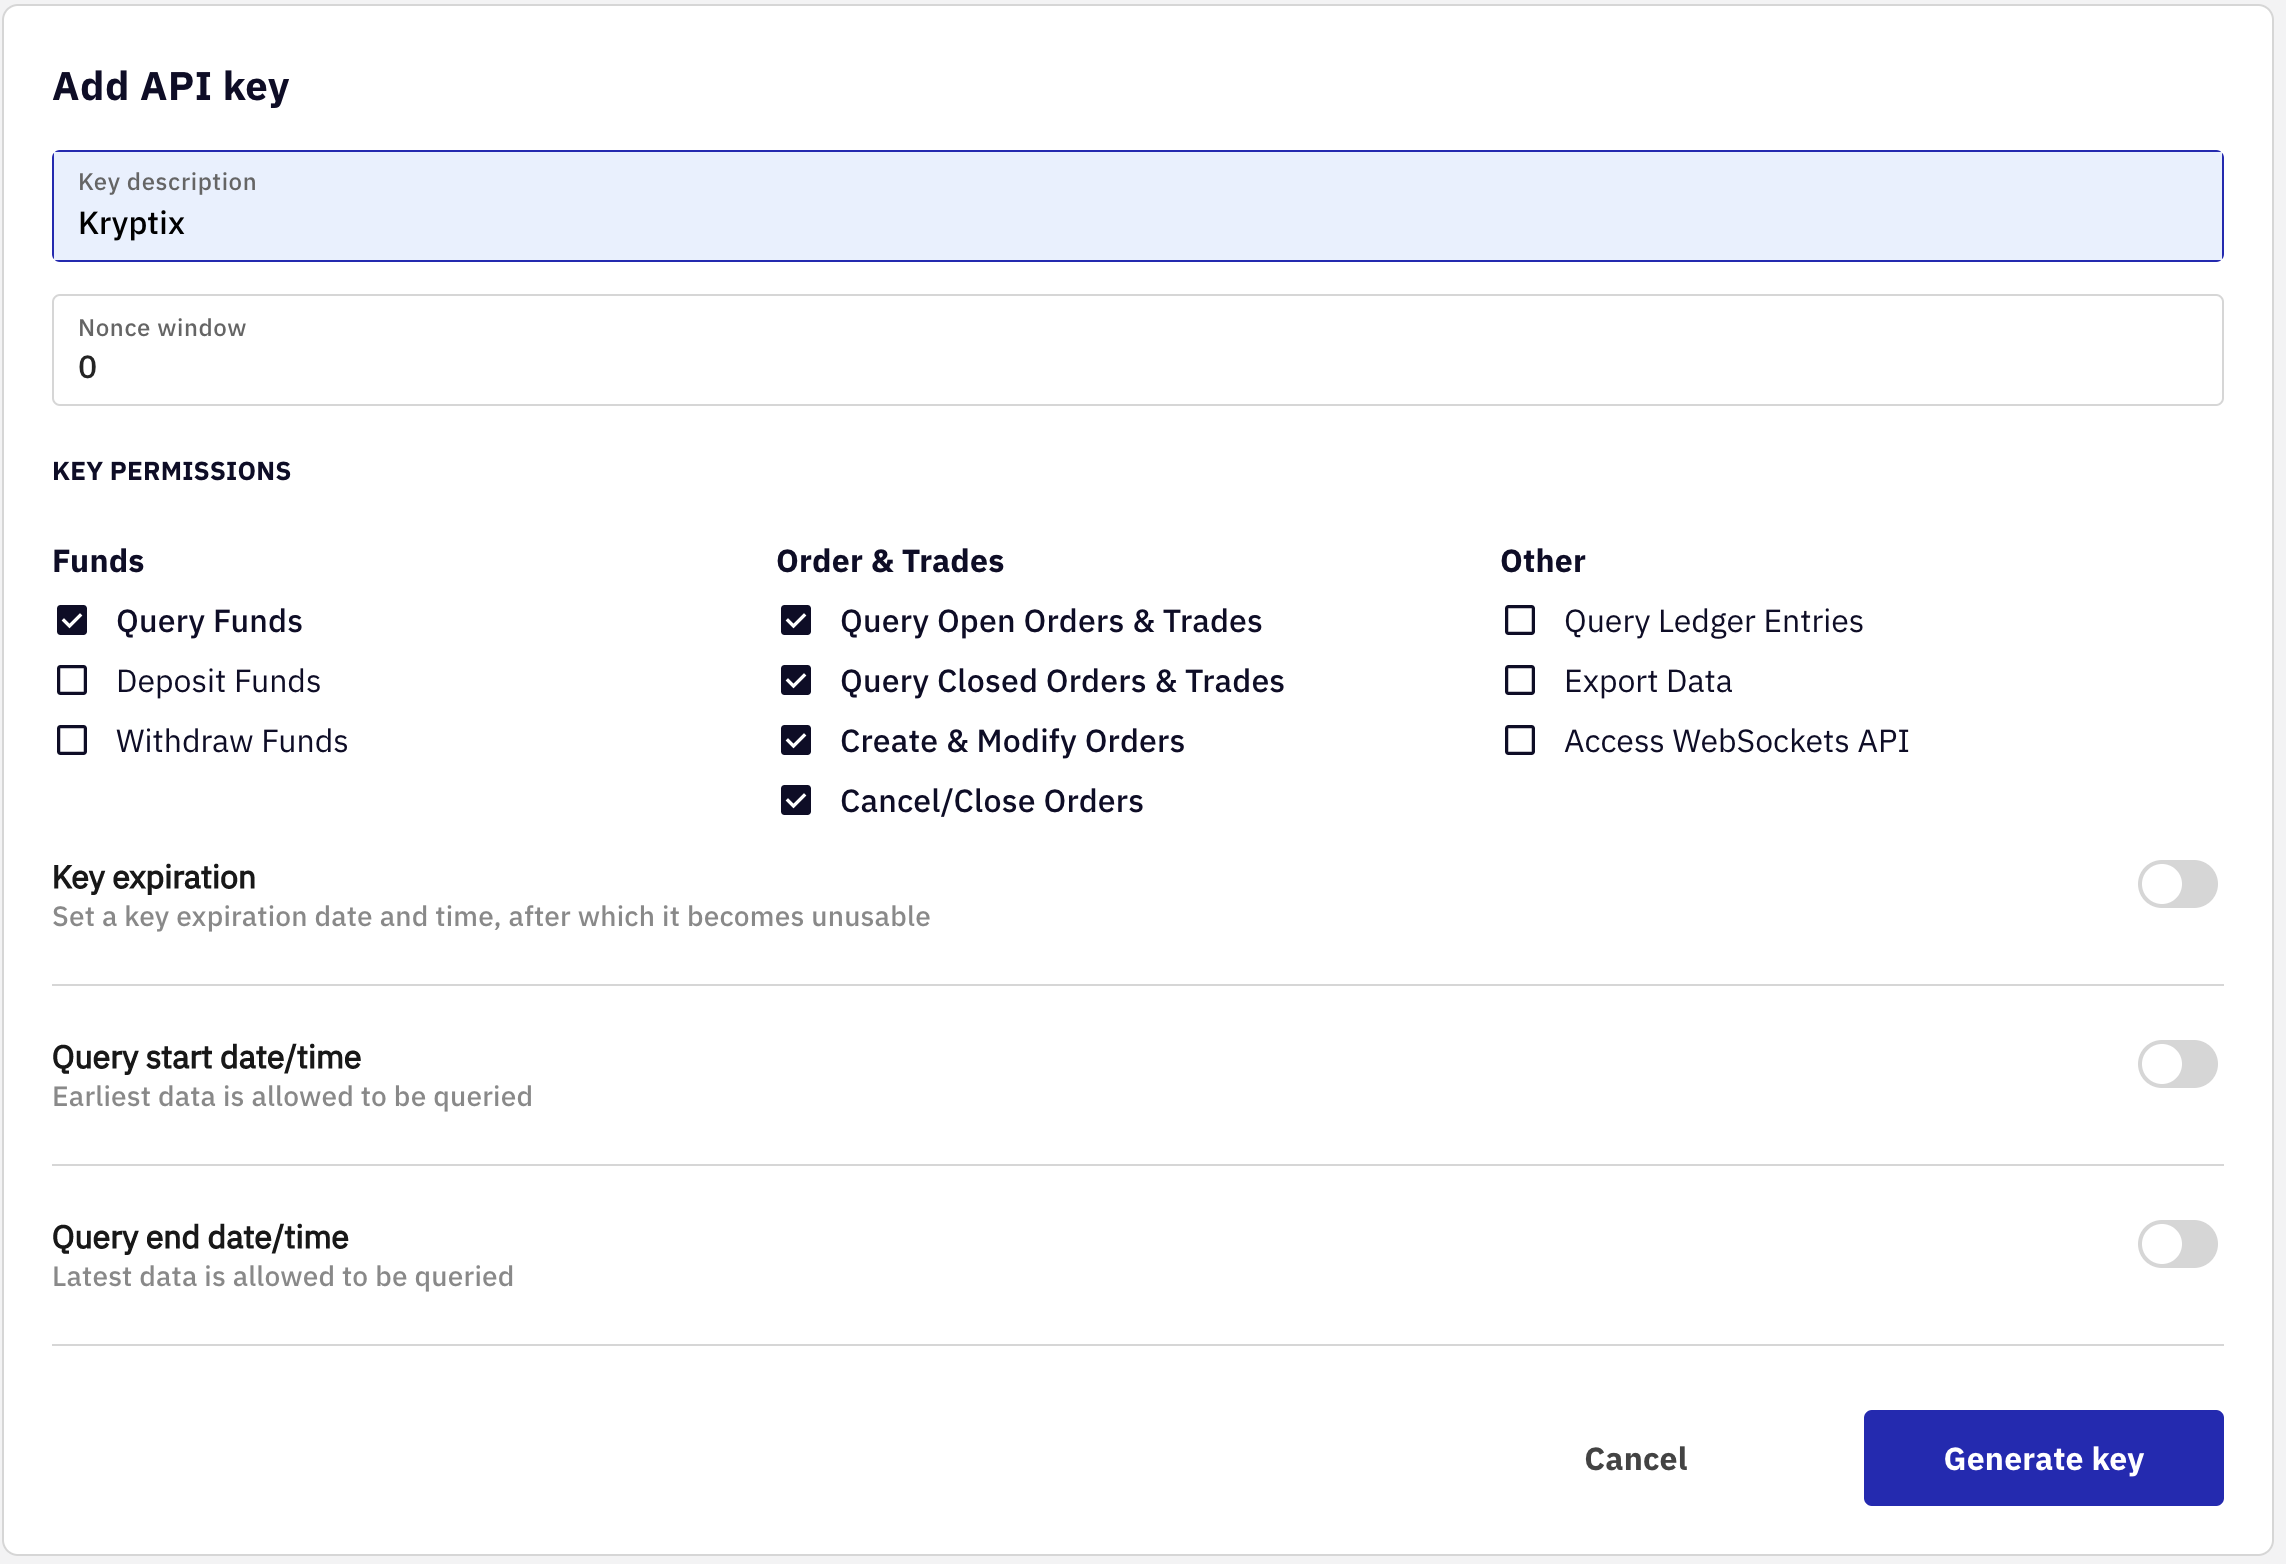 Add API key
Key description
Kryptix
Nonce window
0
KEY PERMISSIONS
Funds
Query Funds
Deposit Funds
Withdraw Funds
Order & Trades
Query Open Orders & Trades
Query Closed Orders & Trades
Create & Modify Orders
Cancel/Close Orders
Other
Query Ledger Entries
Export Data
Access WebSockets API
Key expiration
Set a key expiration date and time, after which it becomes unusable
Query start date/time
Earliest data is allowed to be queried
Query end date/time
Latest data is allowed to be queried
Cancel
Generate key